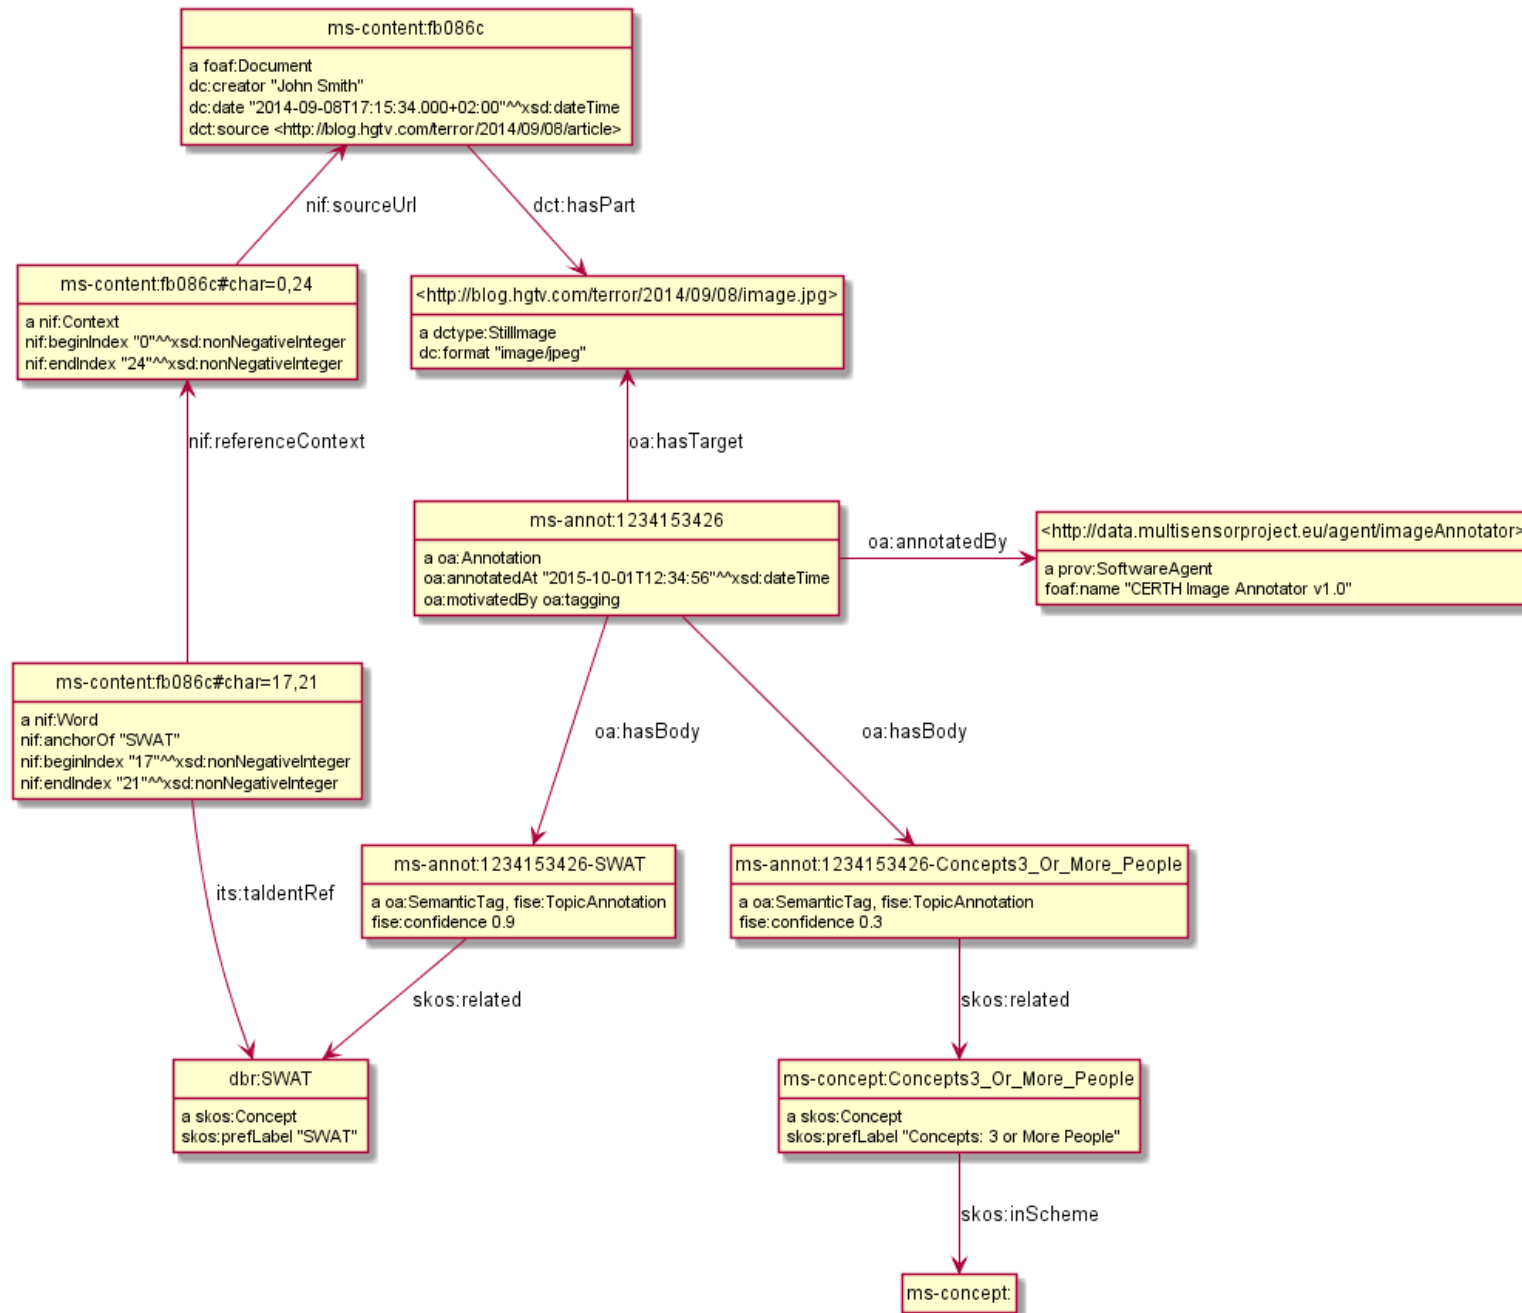 ms-content:fb086c
a foaf:Document
dc:creator "John Smith"
dc:date "2014-09-08T17:15:34.000+02:00"^^xsd:dateTime
dct:source <http://blog.hgtv.com/terror/2014/09/08/article>
nif:sourceUrl
dct:hasPart
ms-content:fb086c#char=0,24
a nif:Context
nif:beginIndex "0"^^xsd:nonNegativeInteger
nif:endIndex "24"^^xsd:nonNegativeInteger
<http://blog.hgtv.com/terror/2014/09/08/image.jpg>
a dctype:StillImage
dc:format "image/jpeg"
nif:referenceContext
oa:hasTarget
ms-annot:1234153426
a oa:Annotation
oa:annotatedAt "2015-10-01T12:34:56"^^xsd:dateTime
oa:motivatedBy oa:tagging
oa:annotatedBy
<http://data.multisensorproject.eu/agent/imageAnnotator>
a prov:SoftwareAgent
foaf:name "CERTH Image Annotator v1.0"
ms-content:fb086c#char=17,21
a nif:Word
nif:anchorOf "SWAT"
nif:beginIndex "17"^^xsd:nonNegativeInteger
nif:endIndex "21"^^xsd:nonNegativeInteger
oa:hasBody
oa:hasBody
its:taIdentRef
ms-annot:1234153426-SWAT
a oa:SemanticTag, fise:TopicAnnotation
fise:confidence 0.9
ms-annot:1234153426-Concepts3_Or_More_People
a oa:SemanticTag, fise:TopicAnnotation
fise:confidence 0.3
skos:related
skos:related
dbr:SWAT
a skos:Concept
skos:prefLabel "SWAT"
ms-concept:Concepts3_Or_More_People
a skos:Concept
skos:prefLabel "Concepts: 3 or More People"
skos:inScheme
ms-concept: